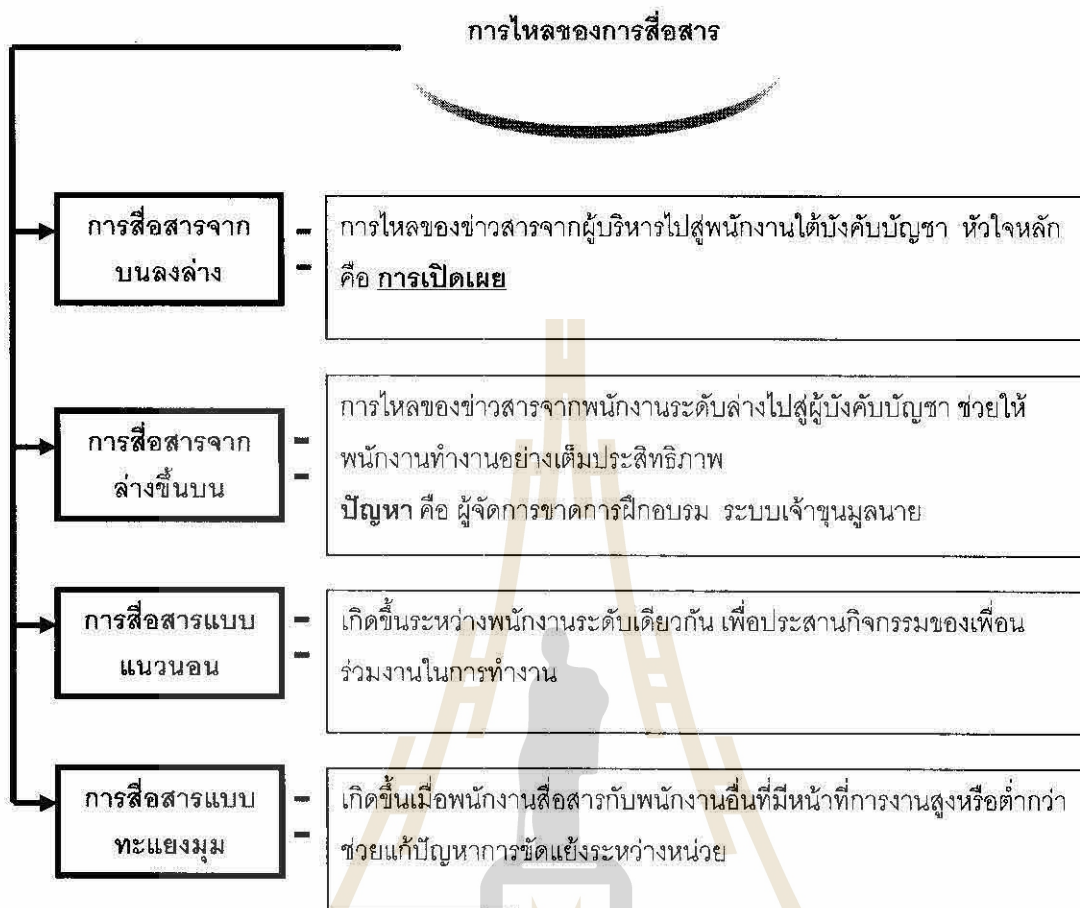 การไหลของการสื่อสาร
การสื่อสารจาก
บนลงล่าง
การไหลของข่าวสารจากผู้บริหารไปสู่พนักงานใต้บังคับบัญชา หัวใจหลัก
คือ การเปิดเผย
การสื่อสารจาก
ล่างขึ้นบน
การไหลของข่าวสารจากพนักงานระดับล่างไปสู่ผู้บังคับบัญชา ช่วยให้
พนักงานทำงานอย่างเต็มประสิทธิภาพ
ปัญหา คือ ผู้จัดการขาดการฝึกอบรม ระบบเจ้าขุนมูลนาย
การสื่อสารแบบ
แนวนอน
เกิดขึ้นระหว่างพนักงานระดับเดียวกัน เพื่อประสานกิจกรรมของเพื่อน
ร่วมงานในการทำงาน
การสื่อสารแบบ
ทะแยงมุม
เกิดขึ้นเมื่อพนักงานสื่อสารกับพนักงานอื่นที่มีหน้าที่การงานสูงหรือต่ำกว่า
ช่วยแก้ปัญหาการขัดแย้งระหว่างหน่วย